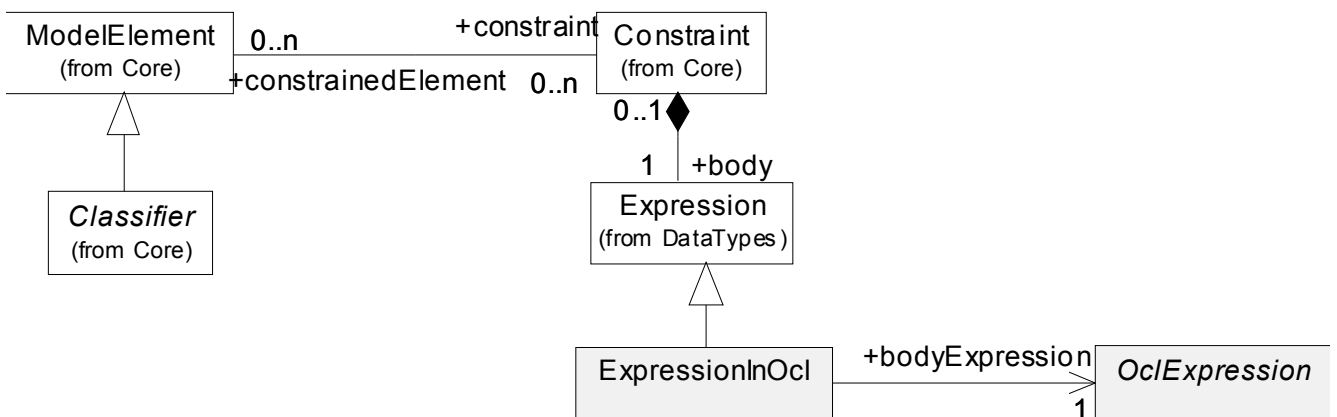 ModelElement
(from Core)
0..n
+constraint
+constrainedElement
0..n
Constraint
(from Core)
0..1
1
+body
Classifier
(from Core)
Expression
(from DataTypes)
ExpressionInOcl
+bodyExpression
1
OclExpression